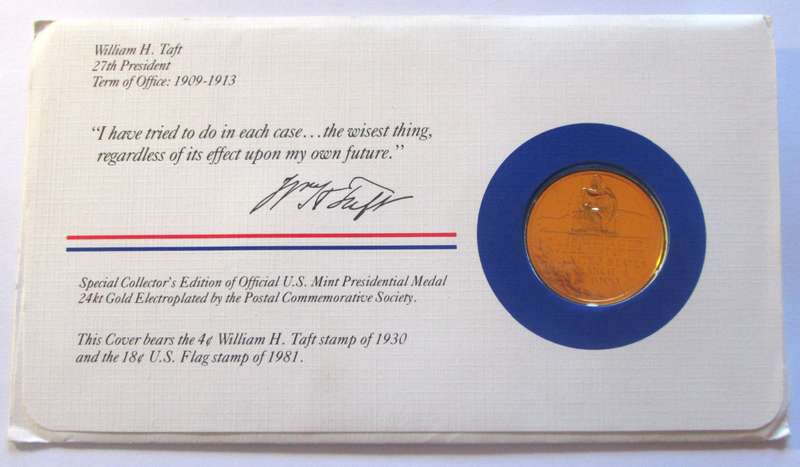 William H. Taft
27th President
Term of Office: 1909-1913
"I have tried to do in each case...the wisest thing,
regardless of its effect upon my own future."
Wm H Taft
Special Collector's Edition of Official U.S. Mint Presidential Medal
24kt Gold Electroplated by the Postal Commemorative Society.
This Cover bears the 4¢ William H. Taft stamp of 1930
and the 18¢ U.S. Flag stamp of 1981.